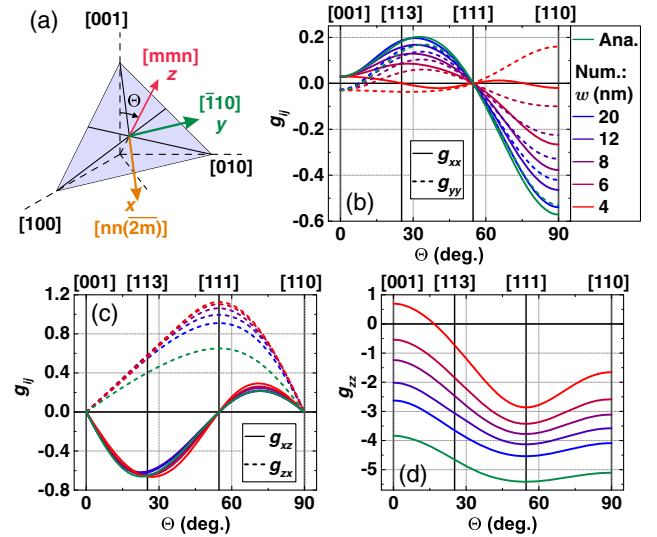 (a)
[001]
[mmn]
z
Θ
[1̅10]
y
[010]
x
[100]
[nn(2̅m̅)]
[001] [113] [111] [110]
0.2
0.0
-0.2
-0.4
-0.6
g_ij
(b)
g_xx
g_yy
0 30 60 90
Θ (deg.)
Ana.
Num.:
w (nm)
20
12
8
6
4
[001] [113] [111] [110]
1.2
0.8
0.4
0.0
-0.4
-0.8
g_ij
(c)
g_xz
g_zx
0 30 60 90
Θ (deg.)
[001] [113] [111] [110]
1
0
-1
-2
-3
-4
-5
g_zz
(d)
0 30 60 90
Θ (deg.)